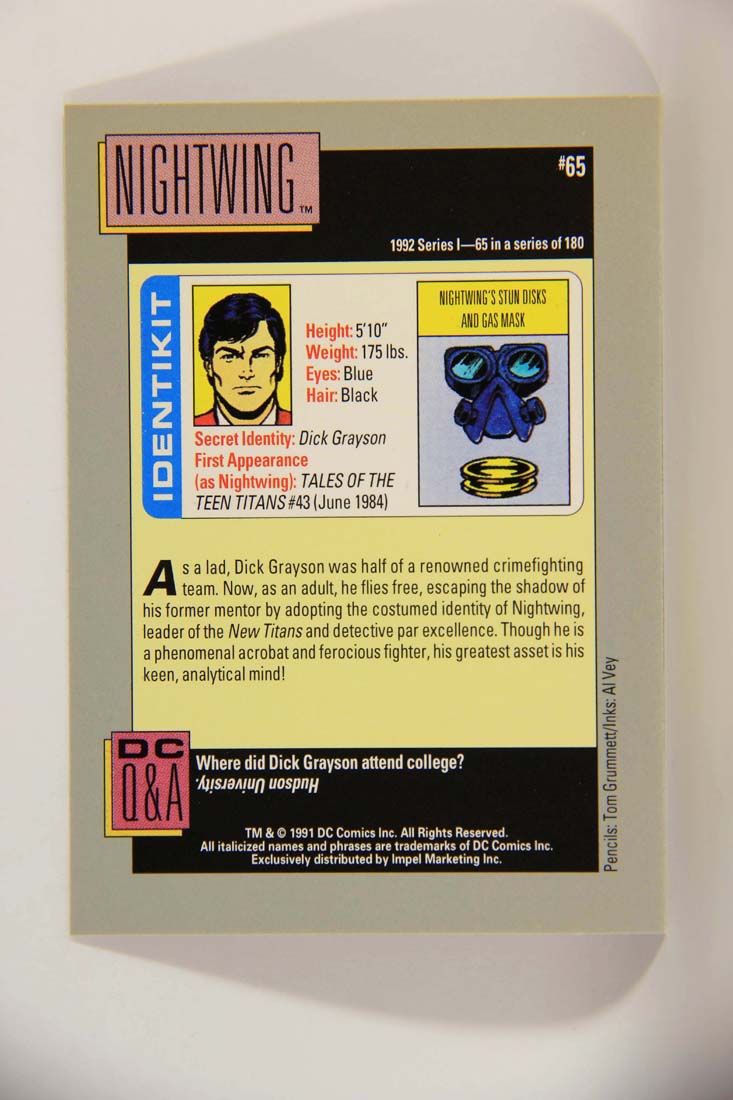 NIGHTWING™
#65
1992 Series I—65 in a series of 180
IDENTIKIT
Height: 5'10"
Weight: 175 lbs.
Eyes: Blue
Hair: Black
Secret Identity: Dick Grayson
First Appearance
(as Nightwing): TALES OF THE
TEEN TITANS #43 (June 1984)
NIGHTWING'S STUN DISKS
AND GAS MASK
As a lad, Dick Grayson was half of a renowned crimefighting
team. Now, as an adult, he flies free, escaping the shadow of
his former mentor by adopting the costumed identity of Nightwing,
leader of the New Titans and detective par excellence. Though he is
a phenomenal acrobat and ferocious fighter, his greatest asset is his
keen, analytical mind!
Pencils: Tom Grummett/Inks: Al Vey
DC
Q&A
Where did Dick Grayson attend college?
Hudson University.
TM & © 1991 DC Comics Inc. All Rights Reserved.
All italicized names and phrases are trademarks of DC Comics Inc.
Exclusively distributed by Impel Marketing Inc.